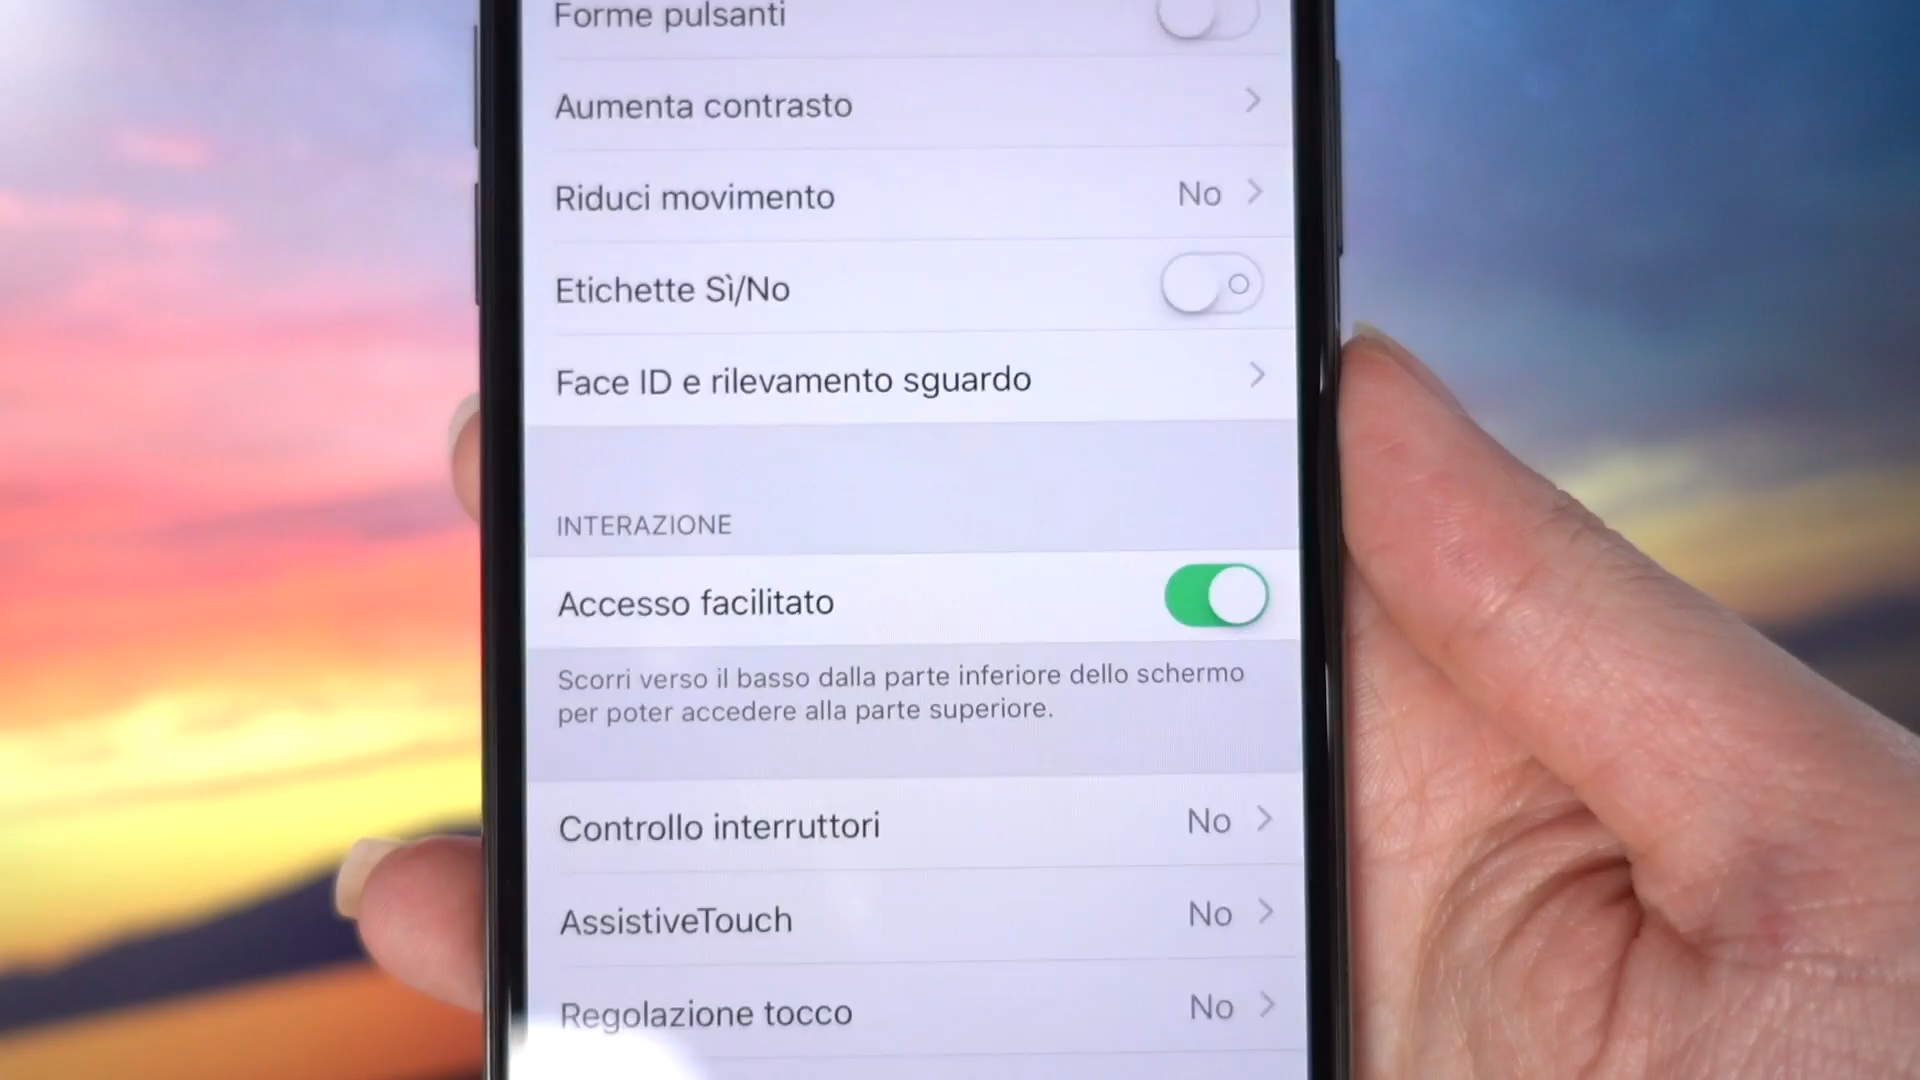 Forme pulsanti
Aumenta contrasto
Riduci movimento No
Etichette Sì/No
Face ID e rilevamento sguardo
INTERAZIONE
Accesso facilitato
Scorri verso il basso dalla parte inferiore dello schermo
per poter accedere alla parte superiore.
Controllo interruttori No
AssistiveTouch No
Regolazione tocco No